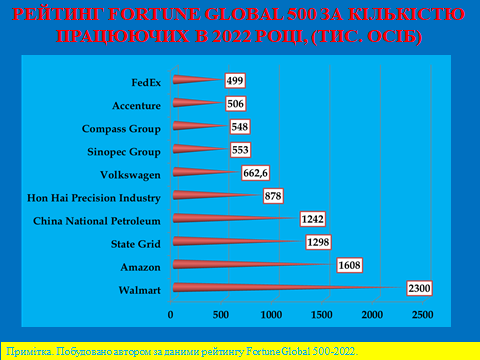 РЕЙТИНГ FORTUNE GLOBAL 500 ЗА КІЛЬКІСТЮ
ПРАЦЮЮЧИХ В 2022 РОЦІ, (ТИС. ОСІБ)
FedEx 499
Accenture 506
Compass Group 548
Sinopec Group 553
Volkswagen 662,6
Hon Hai Precision Industry 878
China National Petroleum 1242
State Grid 1298
Amazon 1608
Walmart 2300
0 500 1000 1500 2000 2500
Примітка: Побудовано автором за даними рейтингу Fortune Global 500-2022.